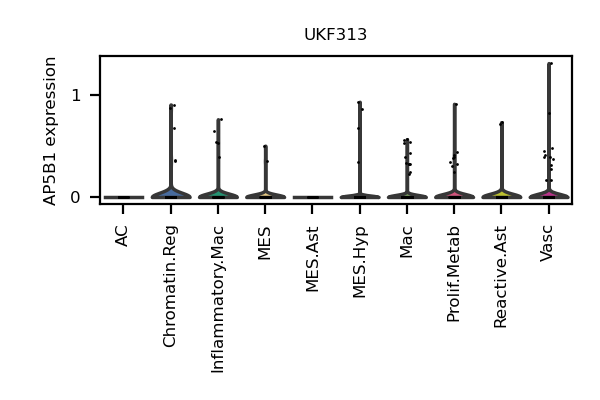 UKF313
AP5B1 expression
1
0
AC
Chromatin.Reg
Inflammatory.Mac
MES
MES.Ast
MES.Hyp
Mac
Prolif.Metab
Reactive.Ast
Vasc